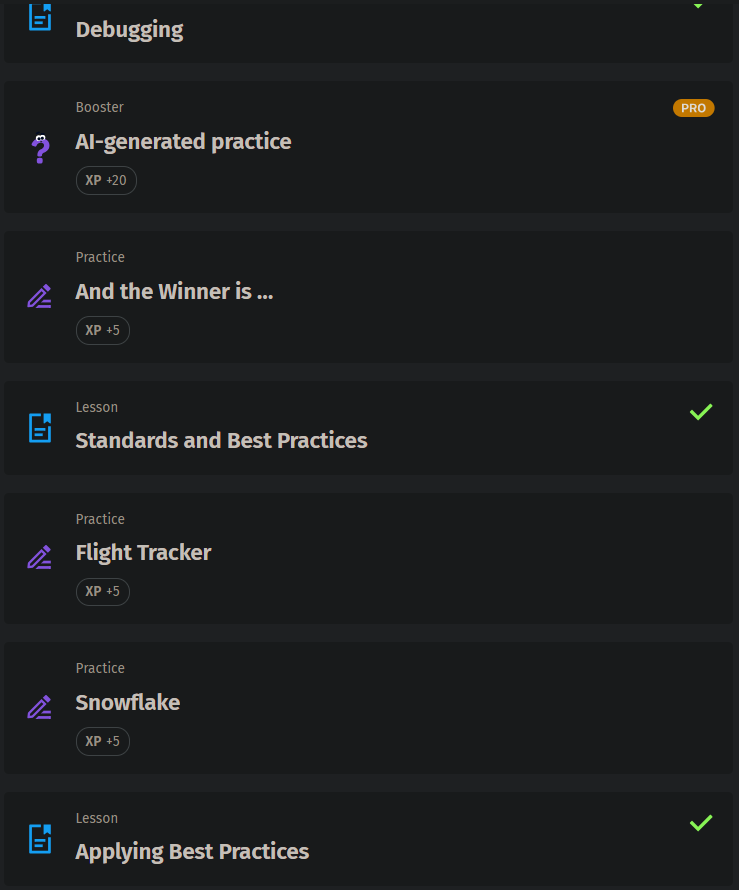 Debugging
Booster
PRO
AI-generated practice
XP +20
Practice
And the Winner is ...
XP +5
Lesson
Standards and Best Practices
Practice
Flight Tracker
XP +5
Practice
Snowflake
XP +5
Lesson
Applying Best Practices